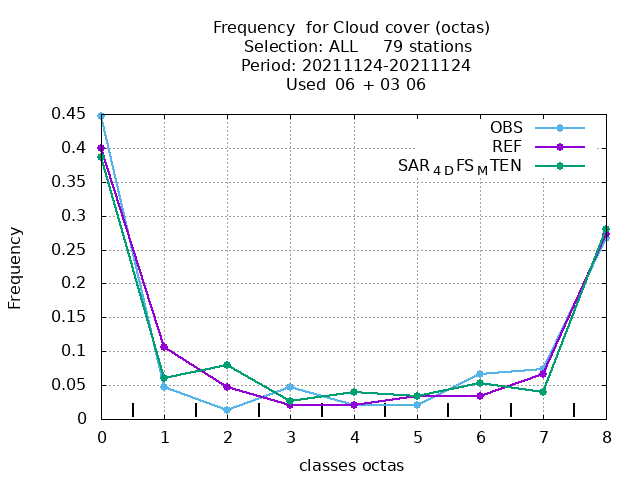 Frequency  for Cloud cover (octas)
Selection: ALL     79 stations
Period: 20211124-20211124
Used  06 + 03 06
OBS
REF
SAR4DFSMTEN
0.45
0.4
0.35
0.3
0.25
0.2
0.15
0.1
0.05
0
Frequency
0 1 2 3 4 5 6 7 8
classes octas